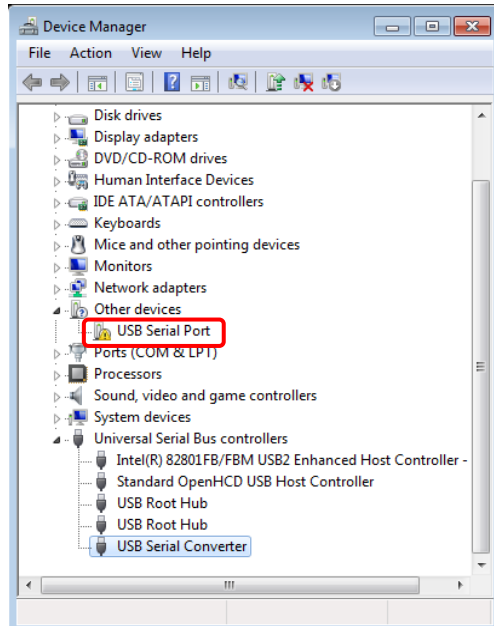 Device Manager
File Action View Help
Disk drives
Display adapters
DVD/CD-ROM drives
Human Interface Devices
IDE ATA/ATAPI controllers
Keyboards
Mice and other pointing devices
Monitors
Network adapters
Other devices
USB Serial Port
Ports (COM & LPT)
Processors
Sound, video and game controllers
System devices
Universal Serial Bus controllers
Intel(R) 82801FB/FBM USB2 Enhanced Host Controller -
Standard OpenHCD USB Host Controller
USB Root Hub
USB Root Hub
USB Serial Converter